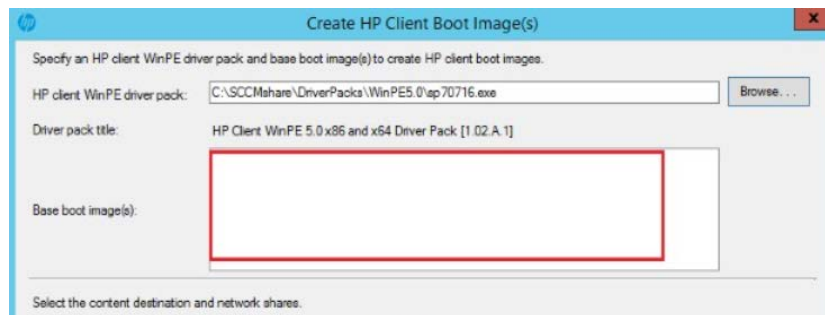 Create HP Client Boot Image(s)
Specify an HP client WinPE driver pack and base boot image(s) to create HP client boot images.
HP client WinPE driver pack: C:\SCCMshare\DriverPacks\WinPE5.0\sp70716.exe Browse. . .
Driver pack title: HP Client WinPE 5.0 x86 and x64 Driver Pack [1.02.A.1]
Base boot image(s):
Select the content destination and network shares.